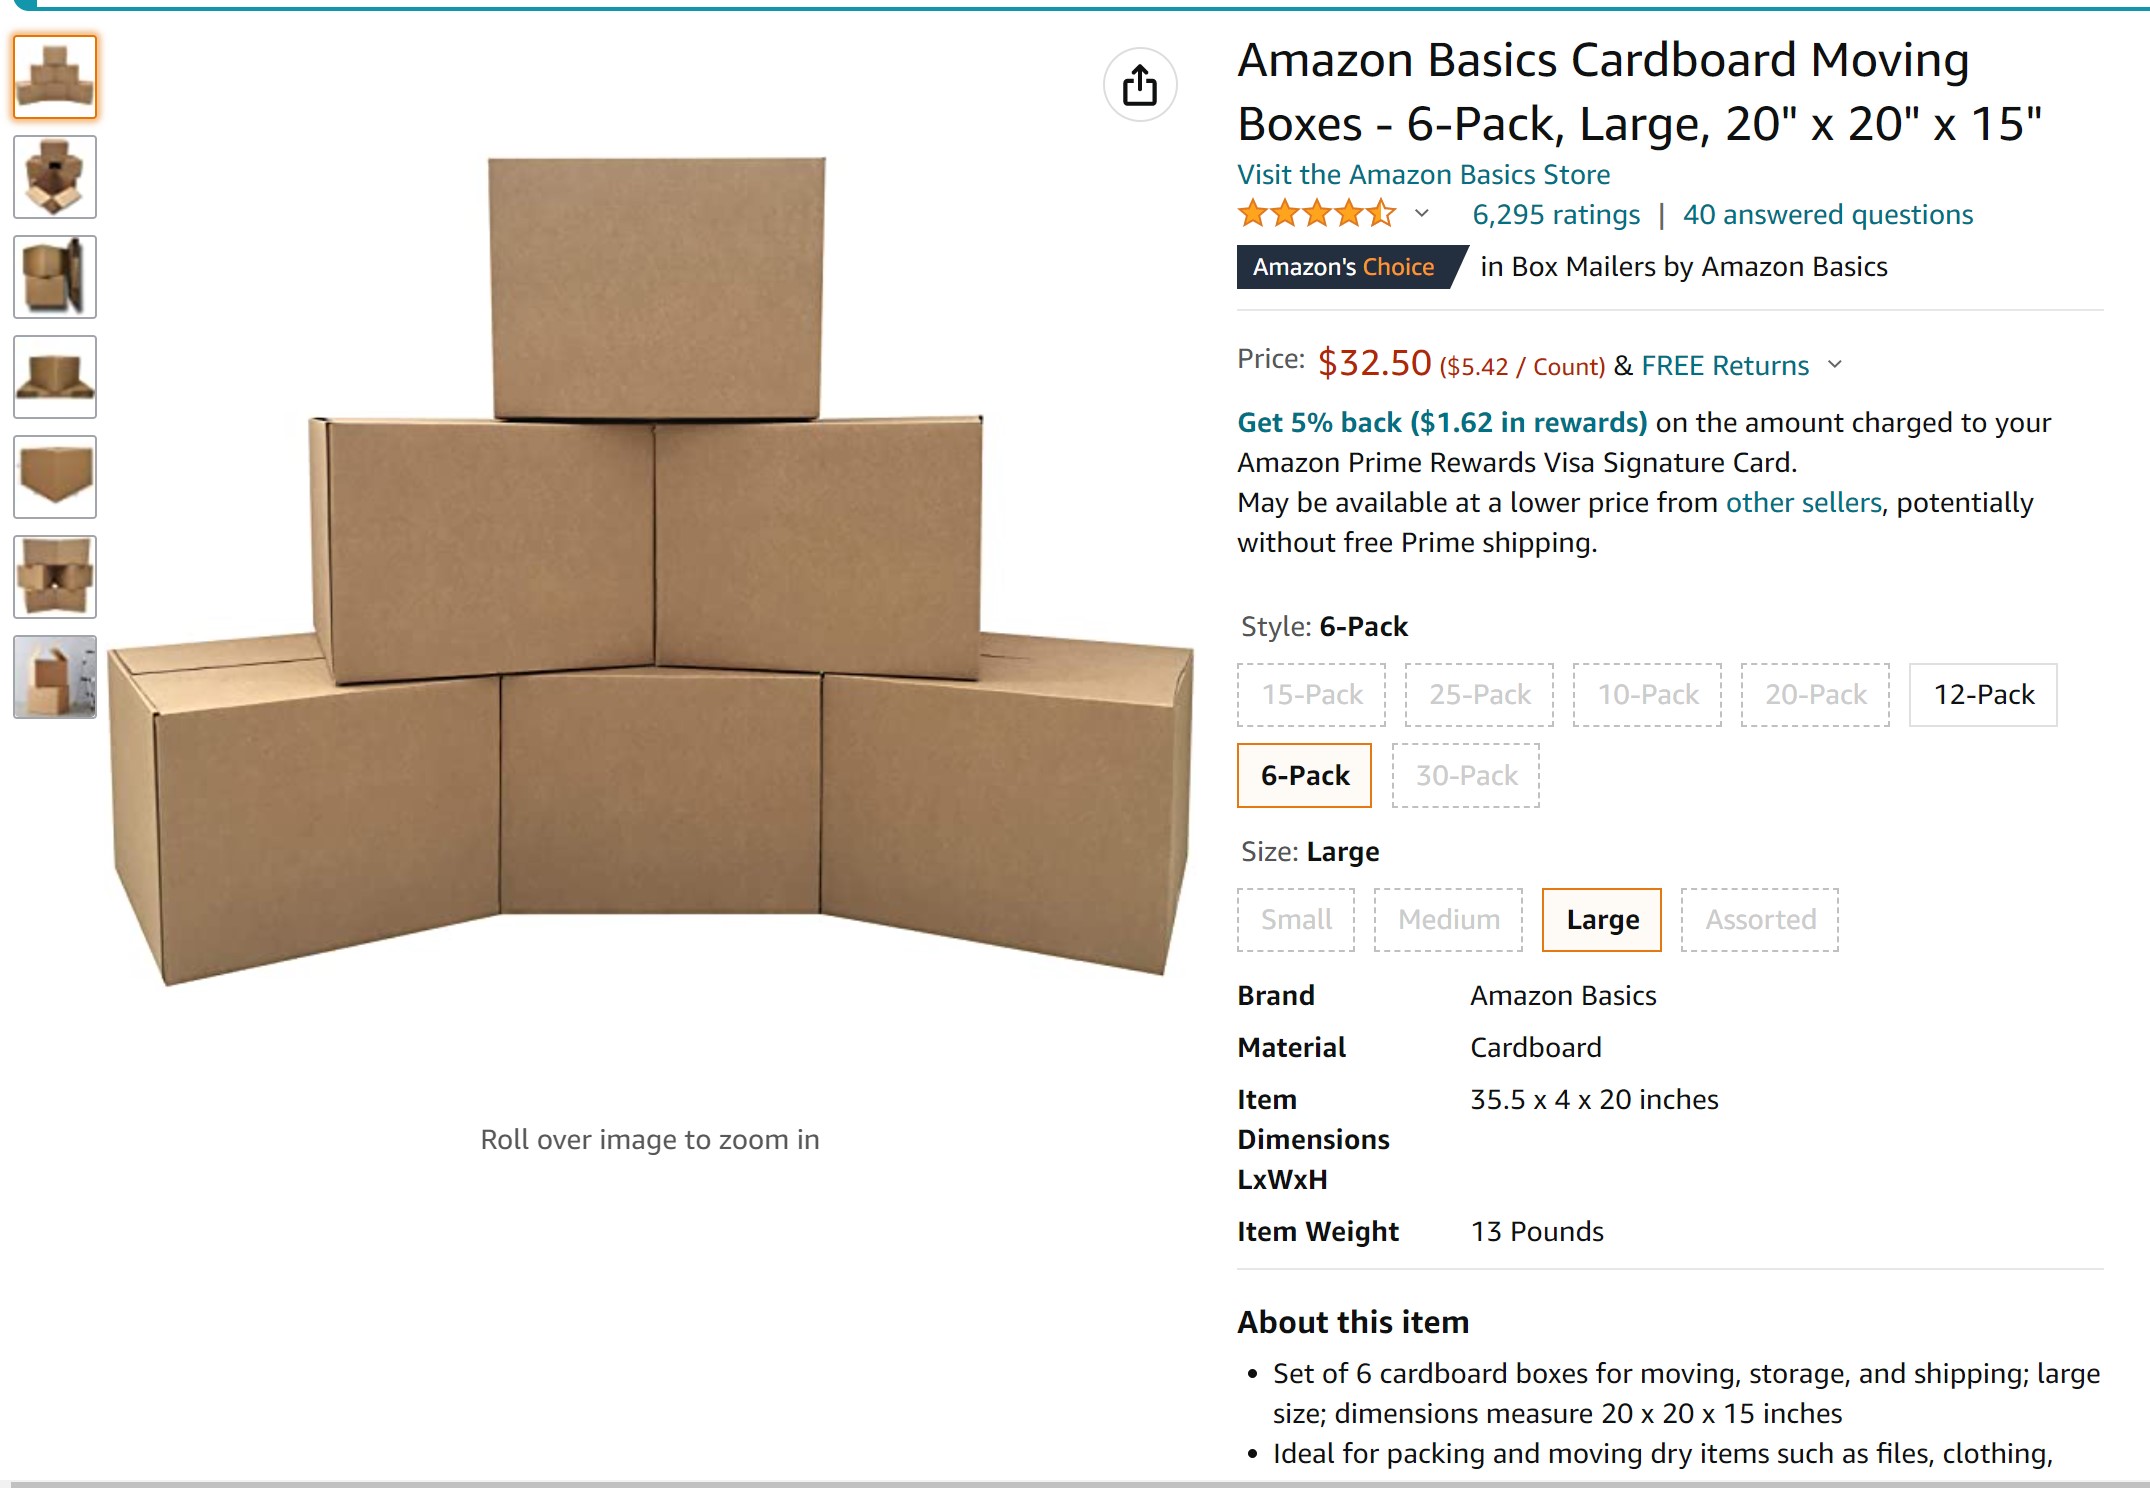 Amazon Basics Cardboard Moving
Boxes - 6-Pack, Large, 20" x 20" x 15"
Visit the Amazon Basics Store
6,295 ratings | 40 answered questions
Amazon's Choice in Box Mailers by Amazon Basics
Price: $32.50 ($5.42 / Count) & FREE Returns
Get 5% back ($1.62 in rewards) on the amount charged to your
Amazon Prime Rewards Visa Signature Card.
May be available at a lower price from other sellers, potentially
without free Prime shipping.
Style: 6-Pack
15-Pack 25-Pack 10-Pack 20-Pack 12-Pack
6-Pack 30-Pack
Size: Large
Small Medium Large Assorted
Brand Amazon Basics
Material Cardboard
Item 35.5 x 4 x 20 inches
Dimensions
LxWxH
Item Weight 13 Pounds
About this item
• Set of 6 cardboard boxes for moving, storage, and shipping; large
size; dimensions measure 20 x 20 x 15 inches
• Ideal for packing and moving dry items such as files, clothing,
Roll over image to zoom in